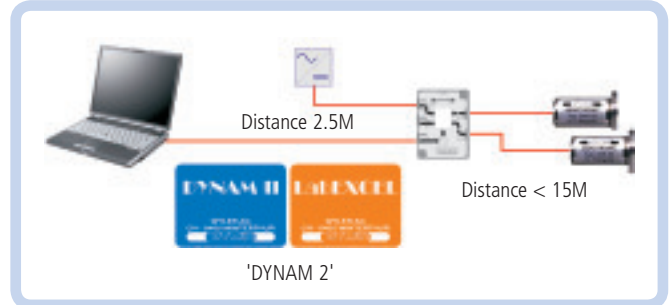 Distance 2.5M
Distance < 15M
DYNAM II
LabEXCEL
'DYNAM 2'